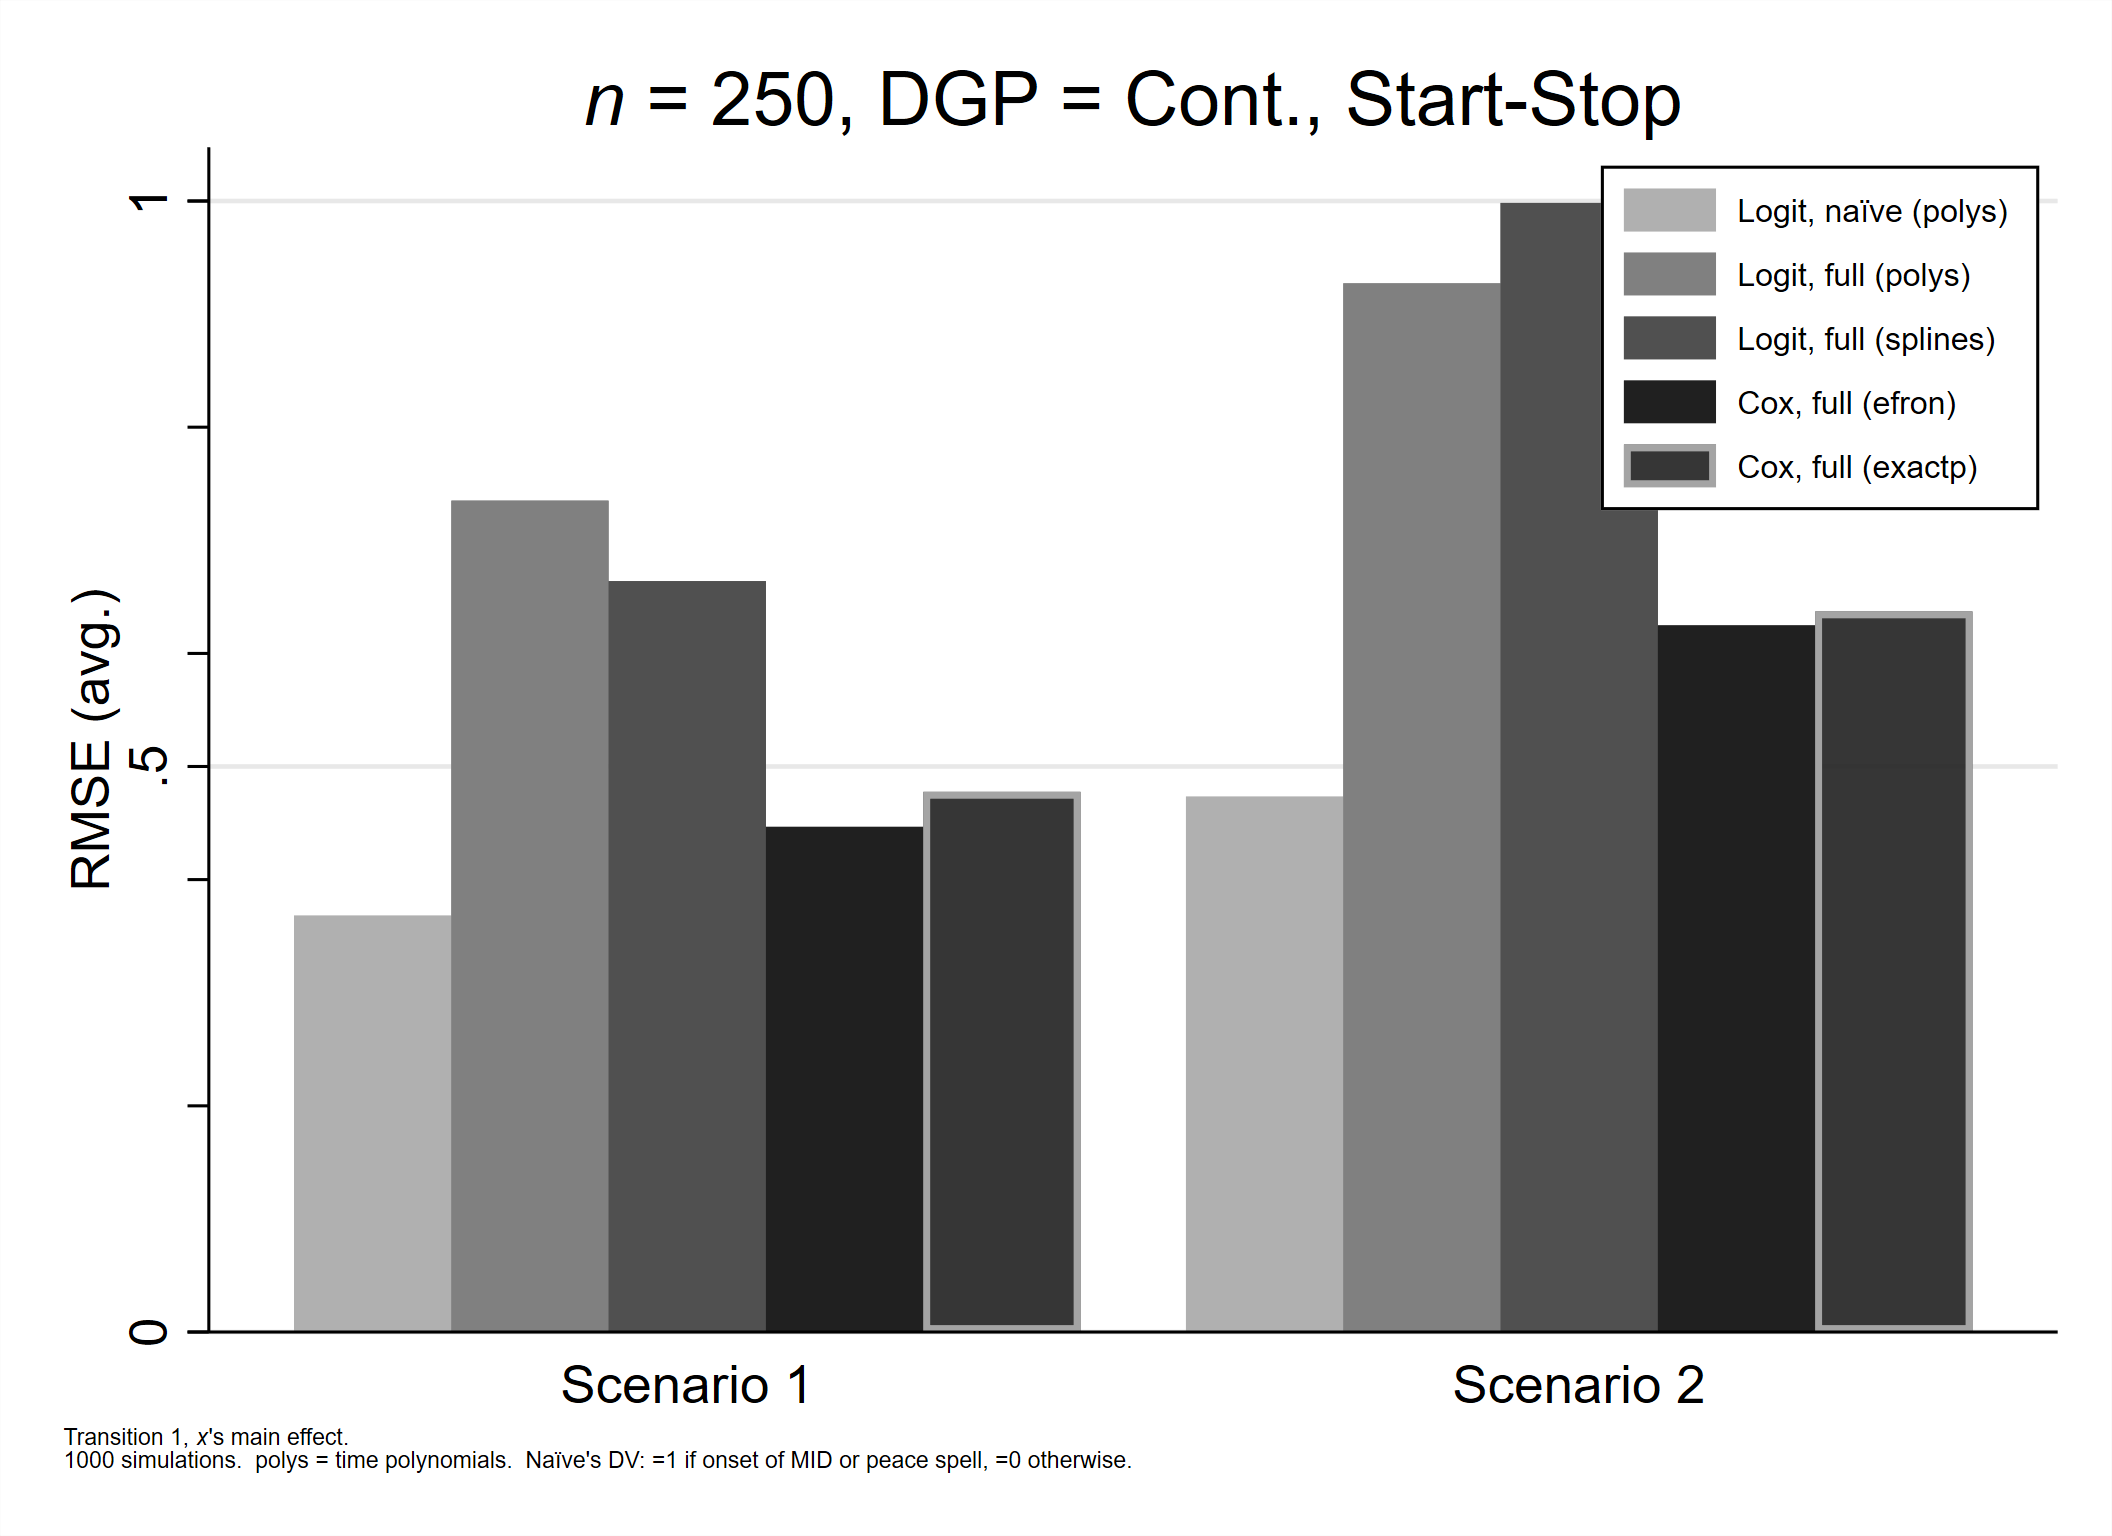 n = 250, DGP = Cont., Start-Stop
1
Logit, naïve (polys)
Logit, full (polys)
Logit, full (splines)
Cox, full (efron)
Cox, full (exactp)
RMSE (avg.)
.5
0
Scenario 1
Scenario 2
Transition 1, x's main effect.
1000 simulations.  polys = time polynomials.  Naïve's DV: =1 if onset of MID or peace spell, =0 otherwise.